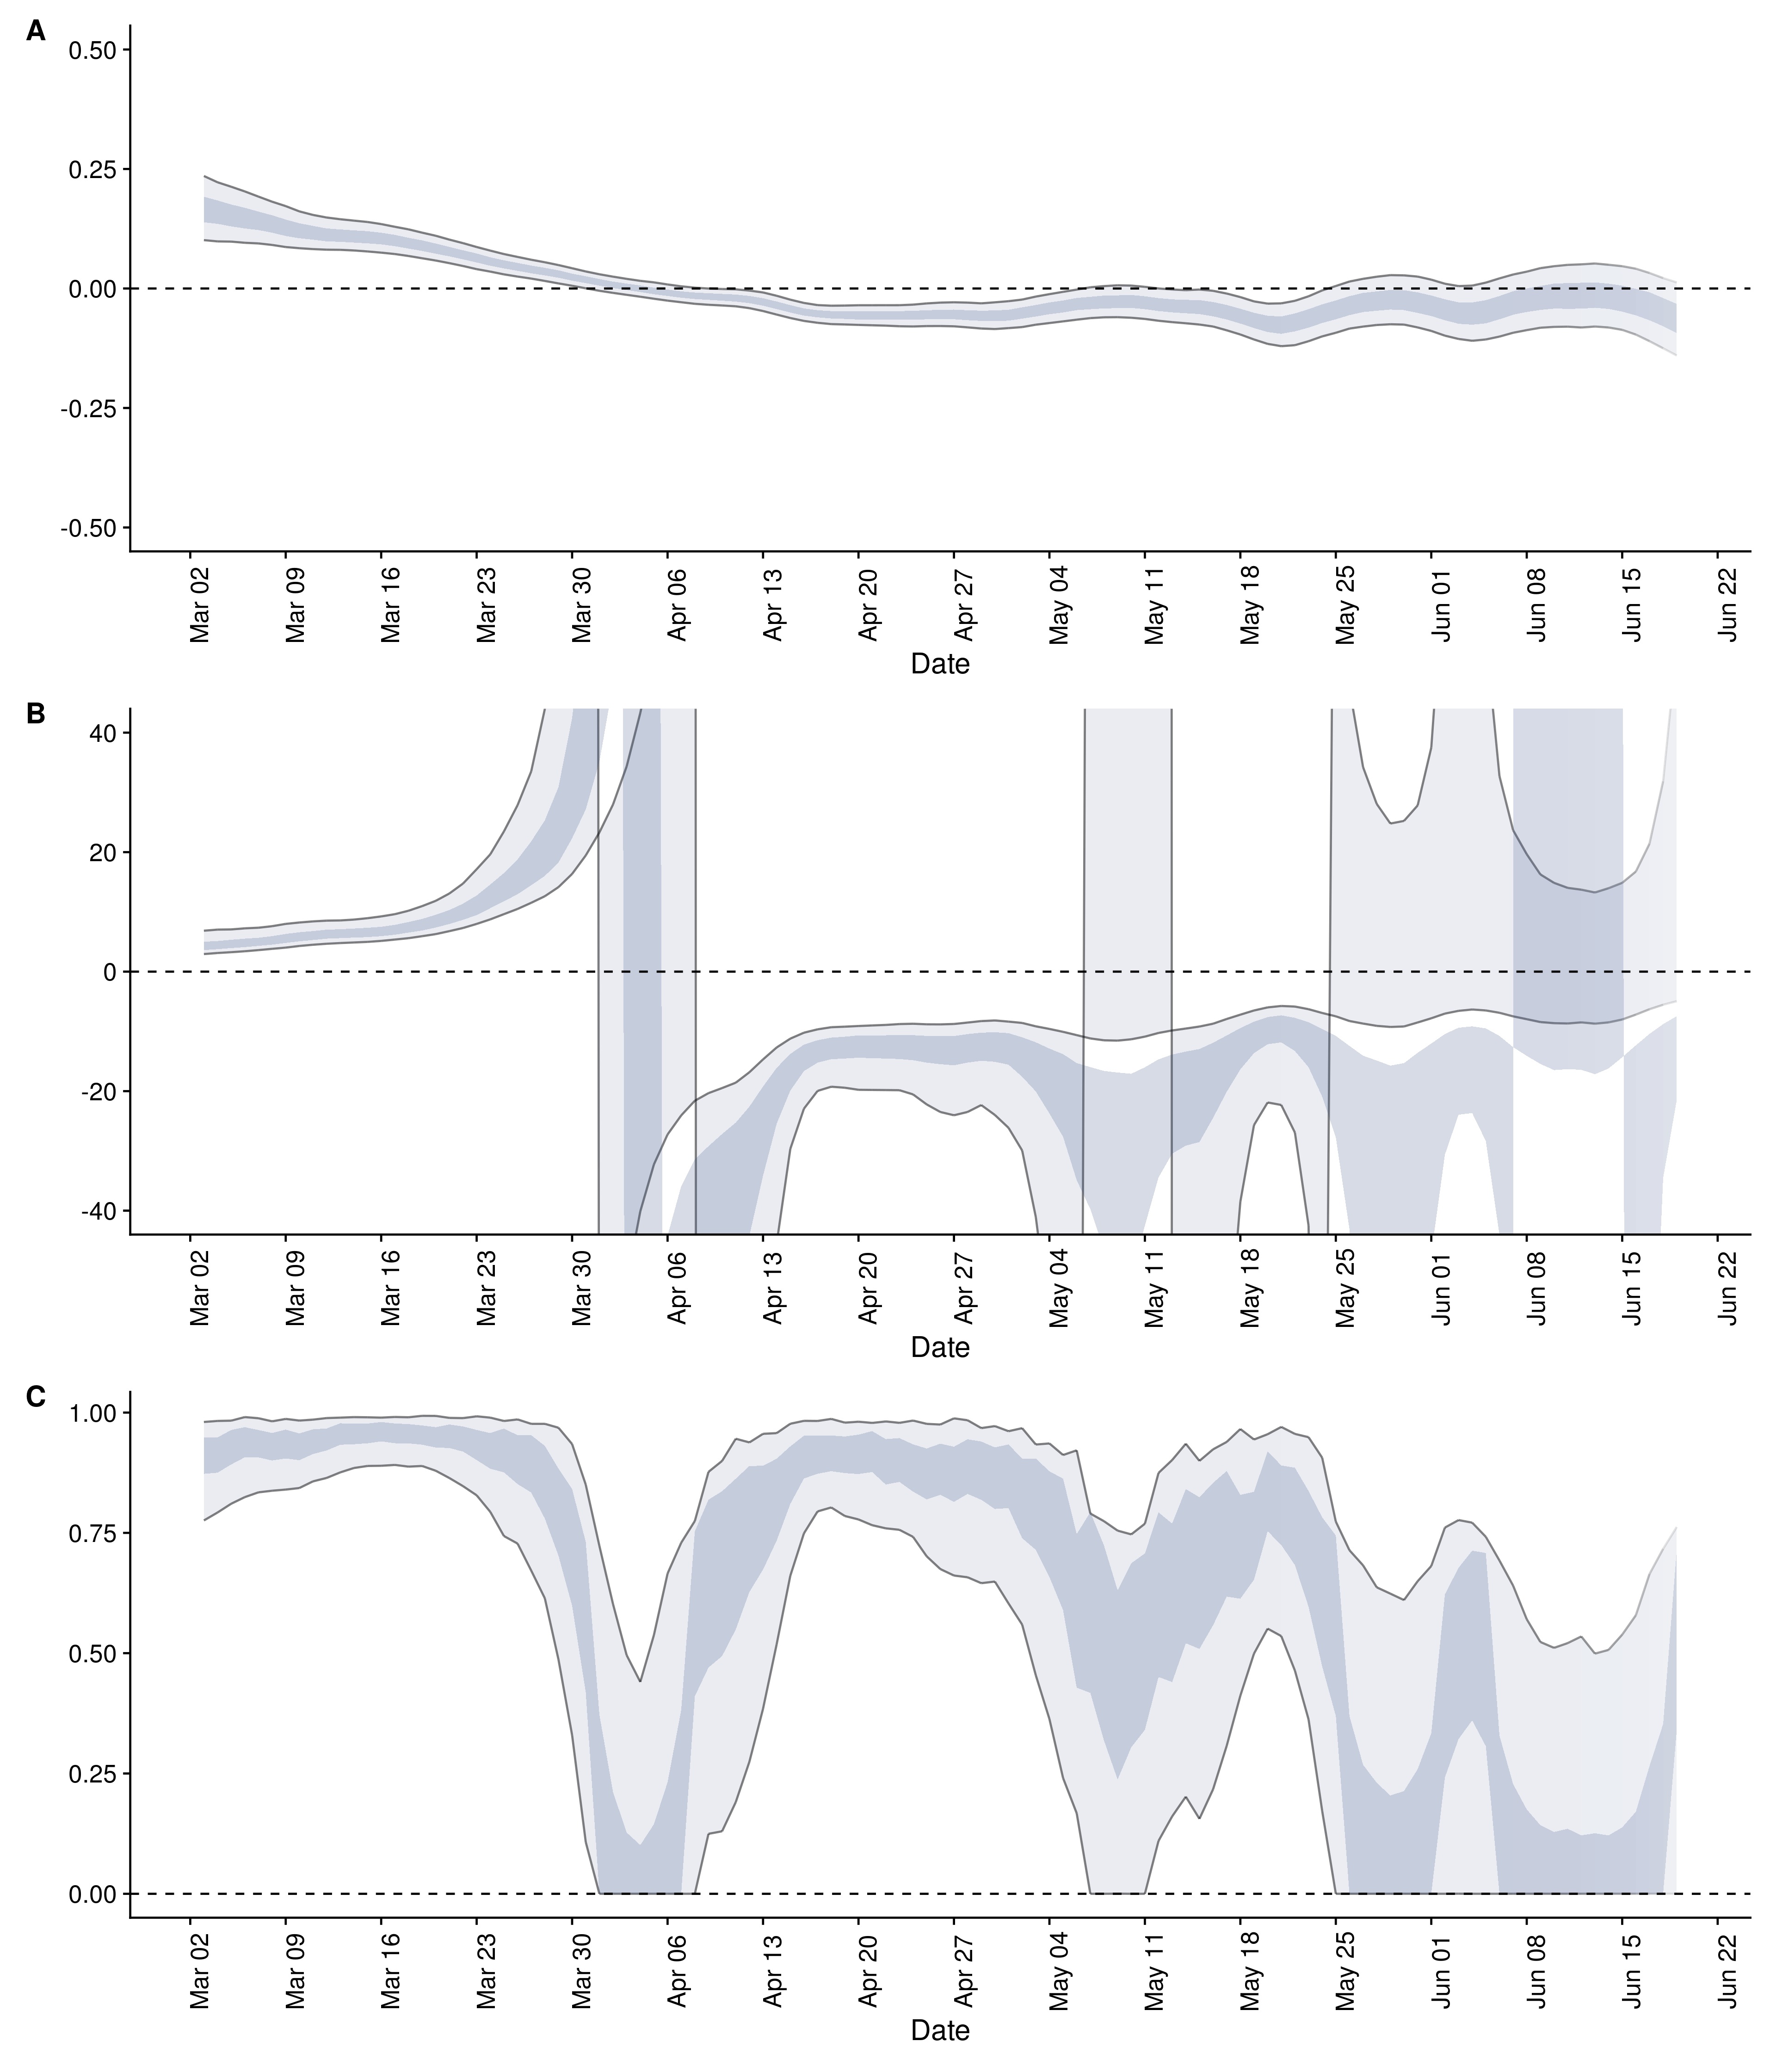 A
0.50
0.25
0.00
-0.25
-0.50
Mar 02
Mar 09
Mar 16
Mar 23
Mar 30
Apr 06
Apr 13
Apr 20
Apr 27
May 04
May 11
May 18
May 25
Jun 01
Jun 08
Jun 15
Jun 22
Date
B
40
20
0
-20
-40
Mar 02
Mar 09
Mar 16
Mar 23
Mar 30
Apr 06
Apr 13
Apr 20
Apr 27
May 04
May 11
May 18
May 25
Jun 01
Jun 08
Jun 15
Jun 22
Date
C
1.00
0.75
0.50
0.25
0.00
Mar 02
Mar 09
Mar 16
Mar 23
Mar 30
Apr 06
Apr 13
Apr 20
Apr 27
May 04
May 11
May 18
May 25
Jun 01
Jun 08
Jun 15
Jun 22
Date